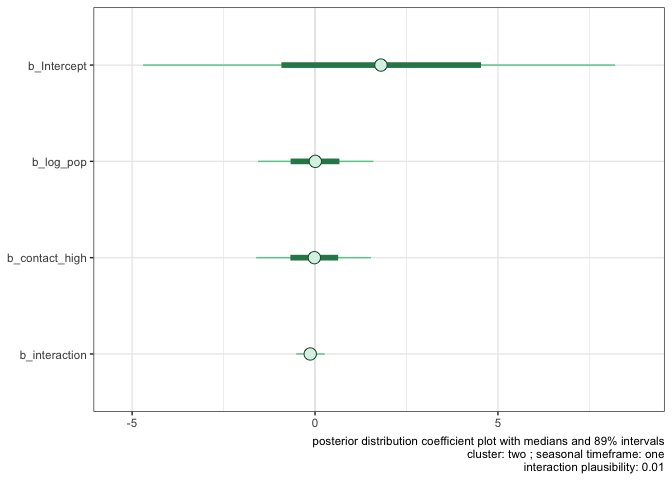 b_Intercept
b_log_pop
b_contact_high
b_interaction
-5 0 5
posterior distribution coefficient plot with medians and 89% intervals
cluster: two ; seasonal timeframe: one
interaction plausibility: 0.01